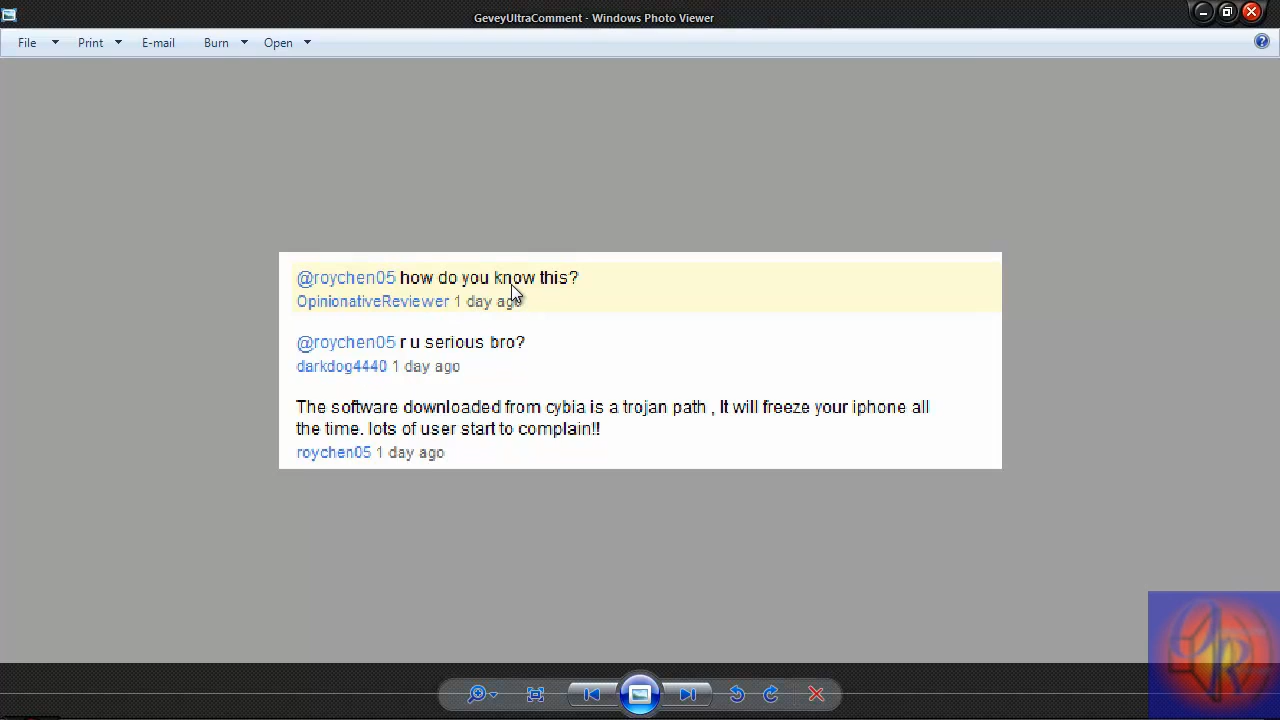 GeveyUltraComment - Windows Photo Viewer
File Print E-mail Burn Open
@roychen05 how do you know this?
OpinionativeReviewer 1 day ago
@roychen05 r u serious bro?
darkdog4440 1 day ago
The software downloaded from cybia is a trojan path , It will freeze your iphone all
the time. lots of user start to complain!!
roychen05 1 day ago